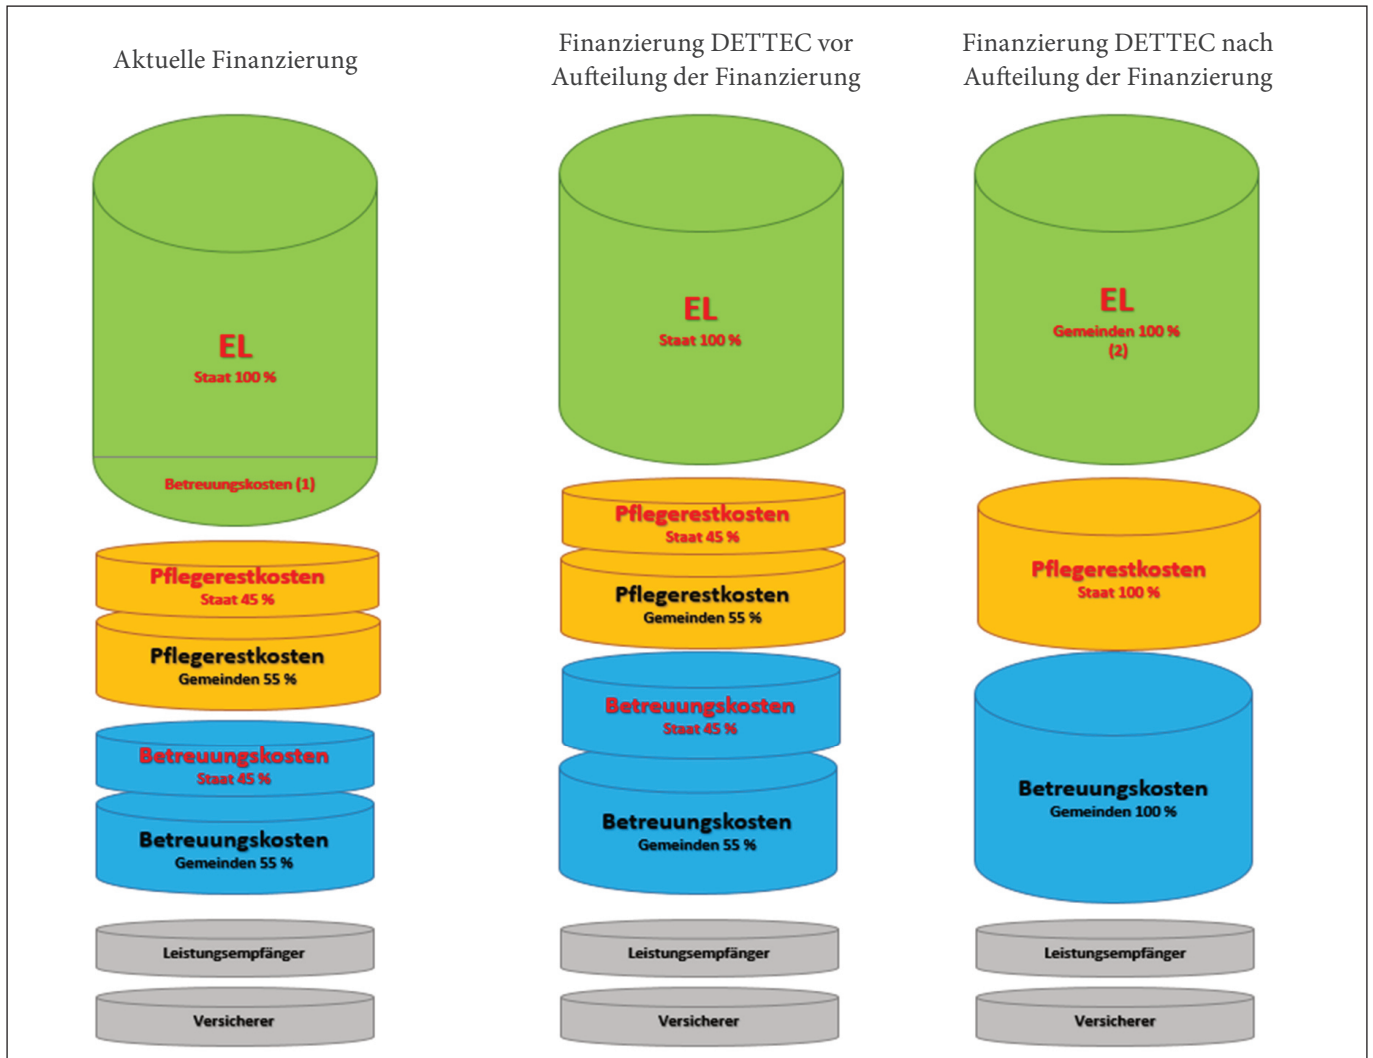 Aktuelle Finanzierung
EL
Staat 100 %
Betreuungskosten (1)
Pflegerestkosten
Staat 45 %
Pflegerestkosten
Gemeinden 55 %
Betreuungskosten
Staat 45 %
Betreuungskosten
Gemeinden 55 %
Leistungsempfänger
Versicherer
Finanzierung DETTEC vor
Aufteilung der Finanzierung
EL
Staat 100 %
Pflegerestkosten
Staat 45 %
Pflegerestkosten
Gemeinden 55 %
Betreuungskosten
Staat 45 %
Betreuungskosten
Gemeinden 55 %
Leistungsempfänger
Versicherer
Finanzierung DETTEC nach
Aufteilung der Finanzierung
EL
Gemeinden 100 %
(2)
Pflegerestkosten
Staat 100 %
Betreuungskosten
Gemeinden 100 %
Leistungsempfänger
Versicherer